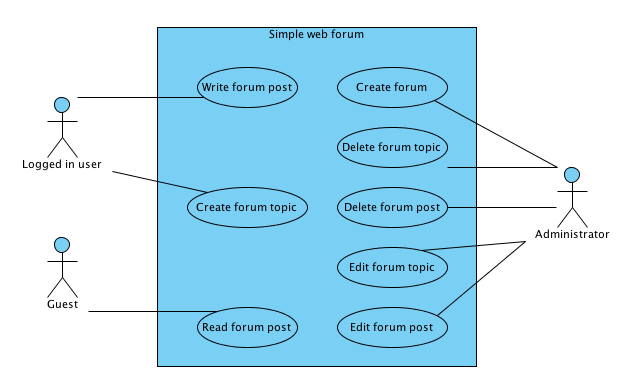 Simple web forum
Write forum post
Create forum
Delete forum topic
Logged in user
Create forum topic
Delete forum post
Administrator
Edit forum topic
Guest
Read forum post
Edit forum post